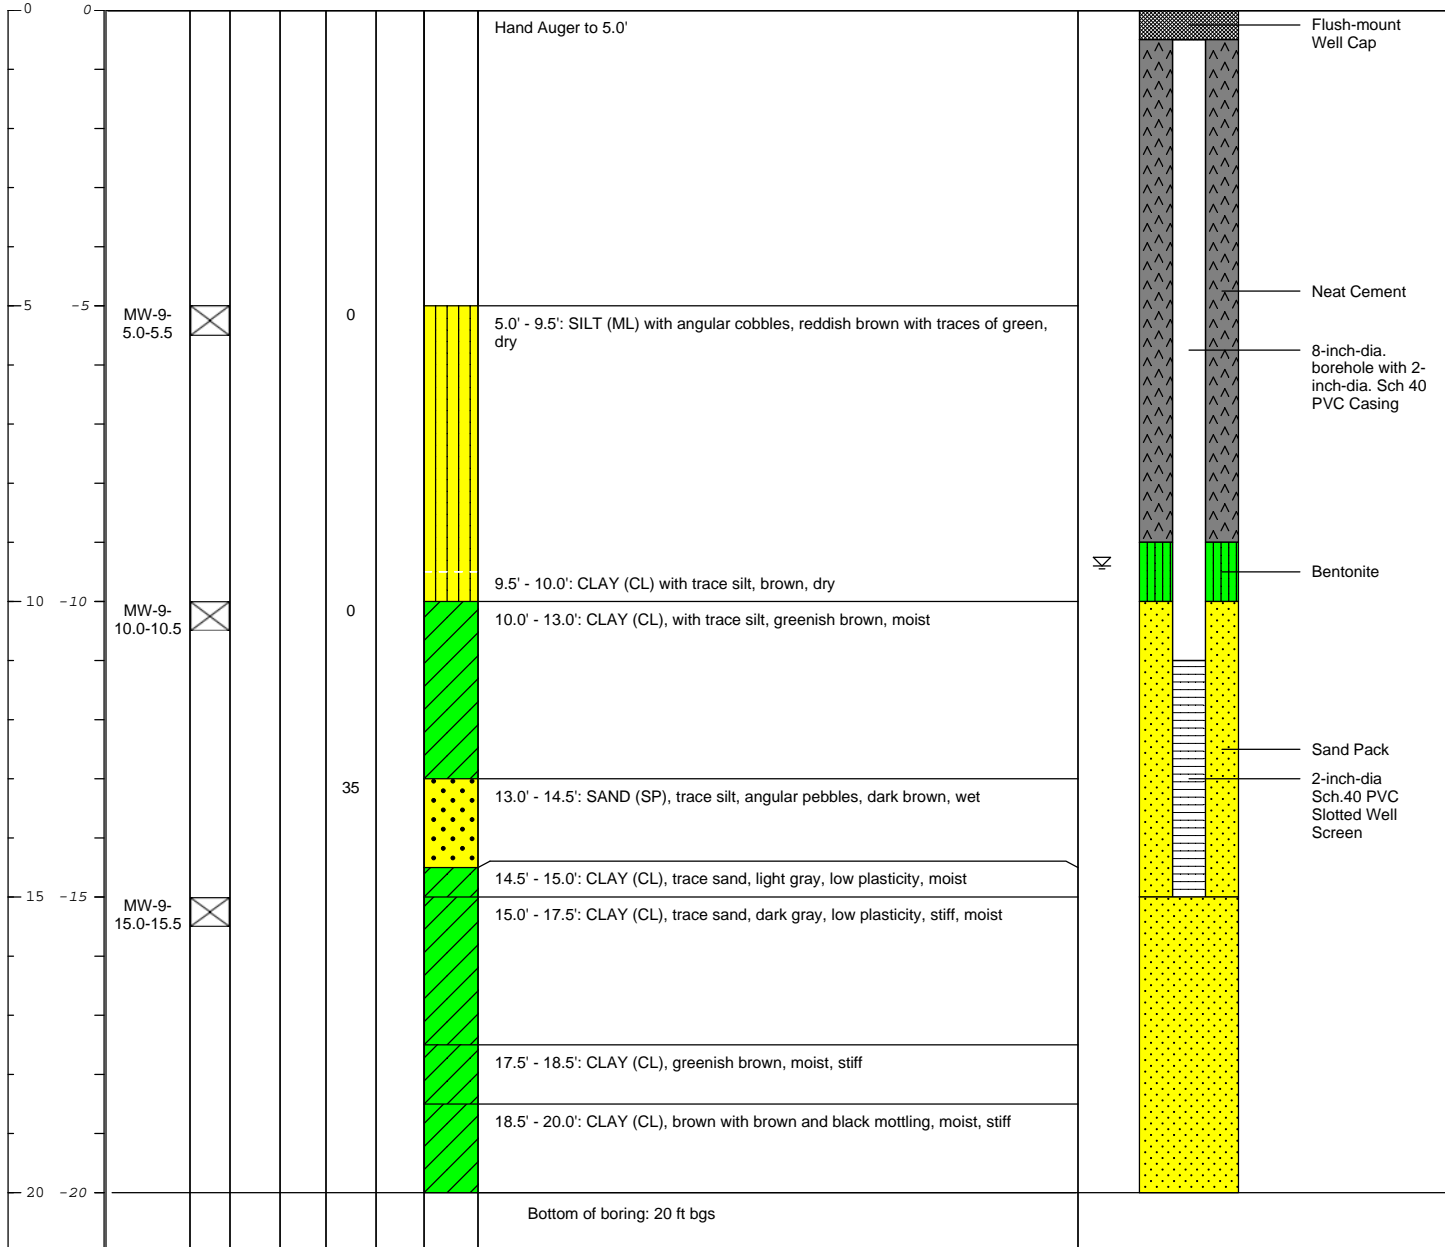 0
0
Hand Auger to 5.0'
Flush-mount
Well Cap
Neat Cement
5
-5
MW-9-
5.0-5.5
0
5.0' - 9.5': SILT (ML) with angular cobbles, reddish brown with traces of green,
dry
8-inch-dia.
borehole with 2-
inch-dia. Sch 40
PVC Casing
9.5' - 10.0': CLAY (CL) with trace silt, brown, dry
Bentonite
10
-10
MW-9-
10.0-10.5
0
10.0' - 13.0': CLAY (CL), with trace silt, greenish brown, moist
Sand Pack
35
13.0' - 14.5': SAND (SP), trace silt, angular pebbles, dark brown, wet
2-inch-dia
Sch.40 PVC
Slotted Well
Screen
14.5' - 15.0': CLAY (CL), trace sand, light gray, low plasticity, moist
15
-15
MW-9-
15.0-15.5
15.0' - 17.5': CLAY (CL), trace sand, dark gray, low plasticity, stiff, moist
17.5' - 18.5': CLAY (CL), greenish brown, moist, stiff
18.5' - 20.0': CLAY (CL), brown with brown and black mottling, moist, stiff
20
-20
Bottom of boring: 20 ft bgs